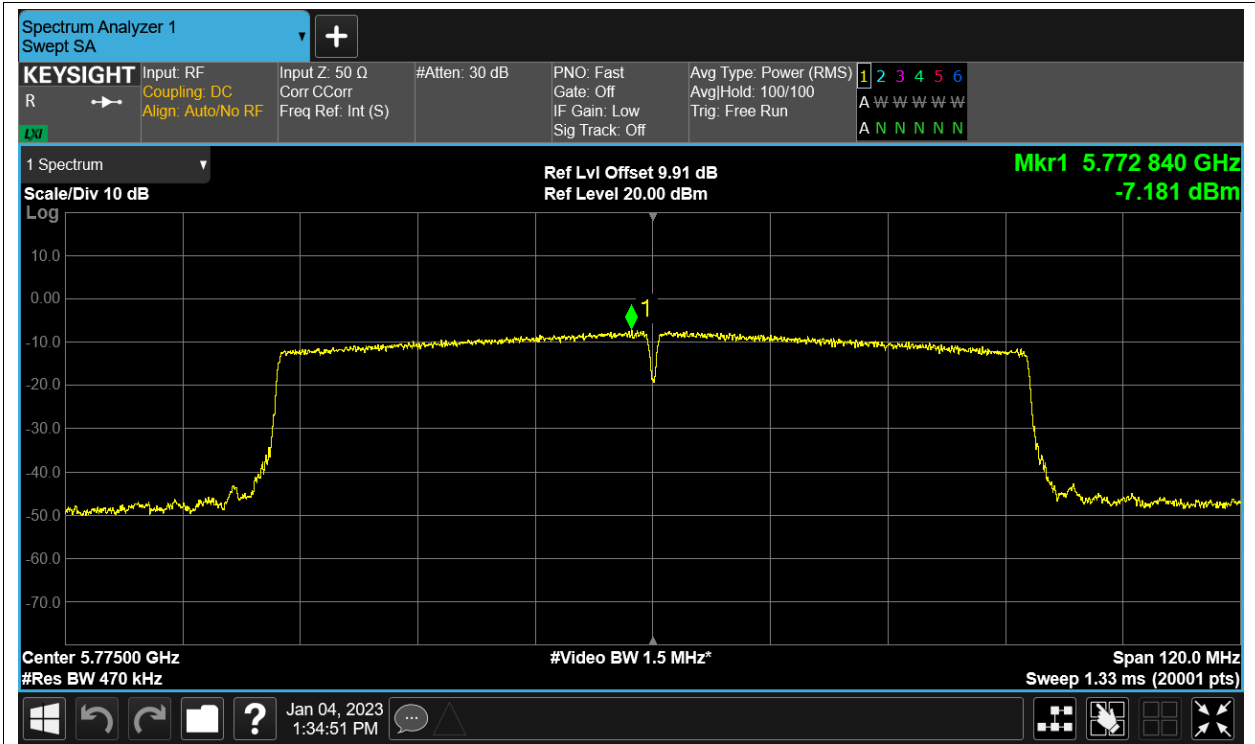 Spectrum Analyzer 1
Swept SA
KEYSIGHT
R
LXI
Input: RF
Coupling: DC
Align: Auto/No RF
Input Z: 50 Ω
Corr CCorr
Freq Ref: Int (S)
#Atten: 30 dB
PNO: Fast
Gate: Off
IF Gain: Low
Sig Track: Off
Avg Type: Power (RMS)
Avg|Hold: 100/100
Trig: Free Run
1 2 3 4 5 6
A W W W W W
A N N N N N
1 Spectrum
Scale/Div 10 dB
Log
Ref Lvl Offset 9.91 dB
Ref Level 20.00 dBm
Mkr1 5.772 840 GHz
-7.181 dBm
10.0
0.00
-10.0
-20.0
-30.0
-40.0
-50.0
-60.0
-70.0
1
Center 5.77500 GHz
#Res BW 470 kHz
#Video BW 1.5 MHz*
Span 120.0 MHz
Sweep 1.33 ms (20001 pts)
?
Jan 04, 2023
1:34:51 PM